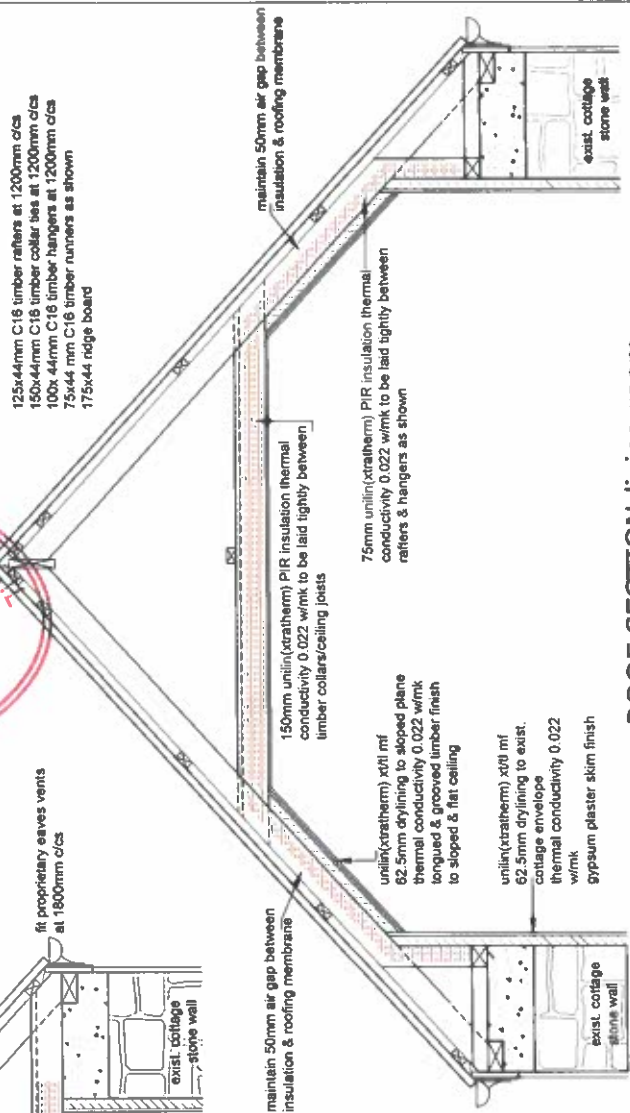 125x44mm C16 timber rafters at 1200mm c/cs
150x44mm C16 timber collar ties at 1200mm c/cs
100x 44mm C16 timber hangers at 1200mm c/cs
75x44 mm C16 timber runners as shown
175x44 ridge board
fit proprietary eaves vents
at 1800mm c/cs
maintain 50mm air gap between
insulation & roofing membrane
maintain 50mm air gap between
insulation & roofing membrane
150mm unilin(xtratherm) PIR insulation thermal
conductivity 0.022 w/mk to be laid tightly between
timber collars/ceiling joists
75mm unilin(xtratherm) PIR insulation thermal
conductivity 0.022 w/mk to be laid tightly between
rafters & hangers as shown
unilin(xtratherm) xt/tl mf
62.5mm drylining to sloped plane
thermal conductivity 0.022 w/mk
tongued & grooved timber finish
to sloped & flat ceiling
unilin(xtratherm) xt/tl mf
62.5mm drylining to exist.
cottage envelope
thermal conductivity 0.022
w/mk
gypsum plaster skim finish
exist. cottage
stone wall
exist. cottage
stone wall
exist. cottage
stone wall